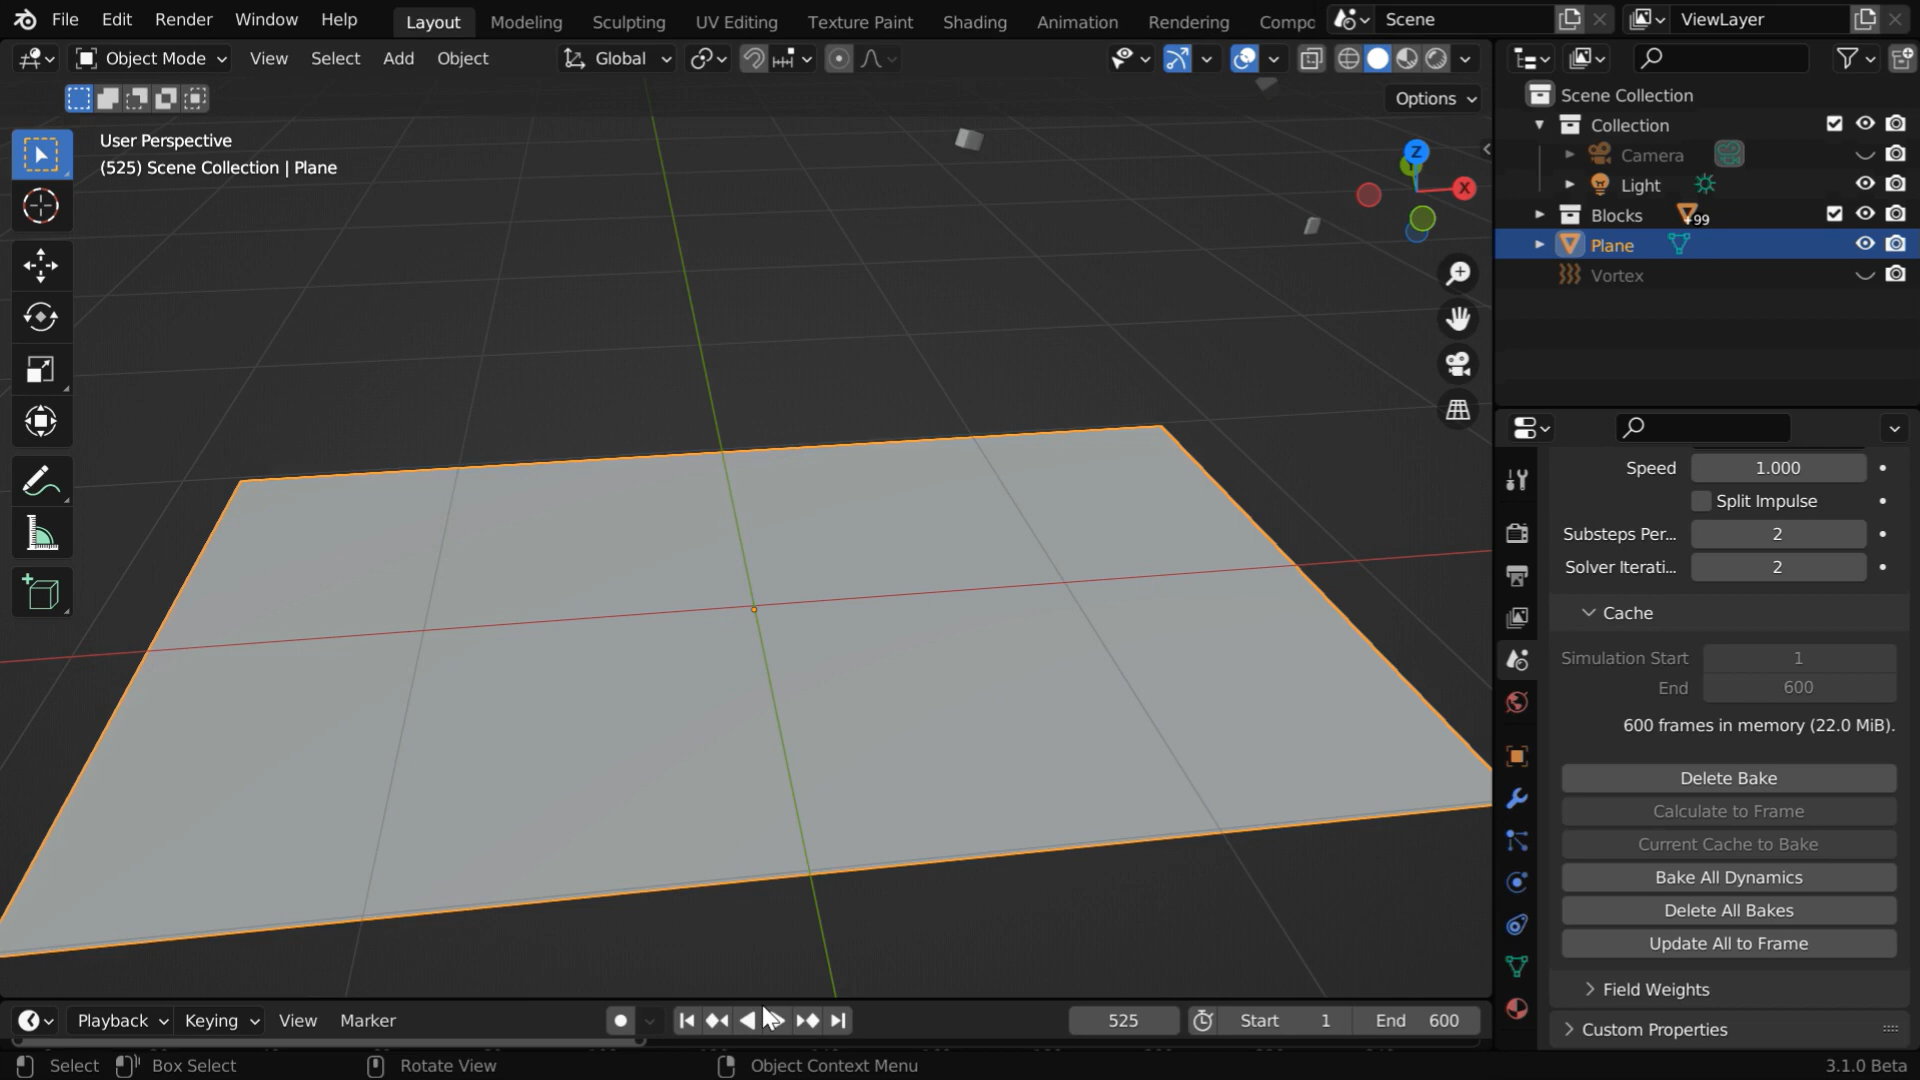 File Edit Render Window Help Layout Modeling Sculpting UV Editing Texture Paint Shading Animation Rendering Compo Scene ViewLayer
Object Mode View Select Add Object Global
Options
User Perspective
(525) Scene Collection | Plane
Z
X
Scene Collection
Collection
Camera
Light
Blocks +99
Plane
Vortex
Speed 1.000
Split Impulse
Substeps Per... 2
Solver Iterati... 2
Cache
Simulation Start 1
End 600
600 frames in memory (22.0 MiB).
Delete Bake
Calculate to Frame
Current Cache to Bake
Bake All Dynamics
Delete All Bakes
Update All to Frame
Field Weights
Custom Properties
Playback Keying View Marker 525 Start 1 End 600
Select Box Select Rotate View Object Context Menu 3.1.0 Beta